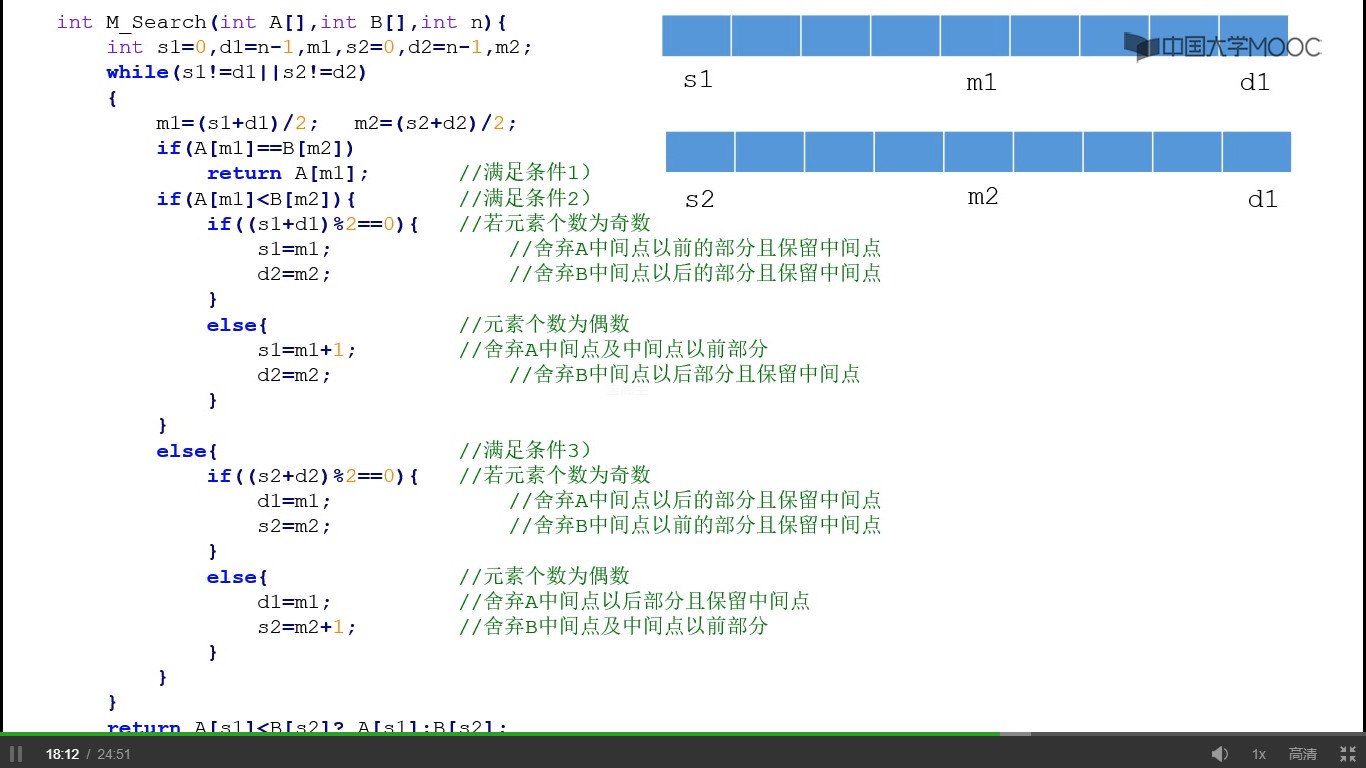 int M_Search(int A[],int B[],int n){
int s1=0,d1=n-1,m1,s2=0,d2=n-1,m2;
while(s1!=d1||s2!=d2)
{
m1=(s1+d1)/2; m2=(s2+d2)/2;
if(A[m1]==B[m2])
return A[m1]; //满足条件1)
if(A[m1]<B[m2]){ //满足条件2)
if((s1+d1)%2==0){ //若元素个数为奇数
s1=m1; //舍弃A中间点以前的部分且保留中间点
d2=m2; //舍弃B中间点以后的部分且保留中间点
}
else{ //元素个数为偶数
s1=m1+1; //舍弃A中间点及中间点以前部分
d2=m2; //舍弃B中间点以后部分且保留中间点
}
}
else{ //满足条件3)
if((s2+d2)%2==0){ //若元素个数为奇数
d1=m1; //舍弃A中间点以后的部分且保留中间点
s2=m2; //舍弃B中间点以前的部分且保留中间点
}
else{ //元素个数为偶数
d1=m1; //舍弃A中间点以后部分且保留中间点
s2=m2+1; //舍弃B中间点及中间点以前部分
}
}
}
return A[s1]<B[s2]? A[s1]:B[s2];
中国大学MOOC
s1 m1 d1
s2 m2 d1
18:12 / 24:51
1x 高清